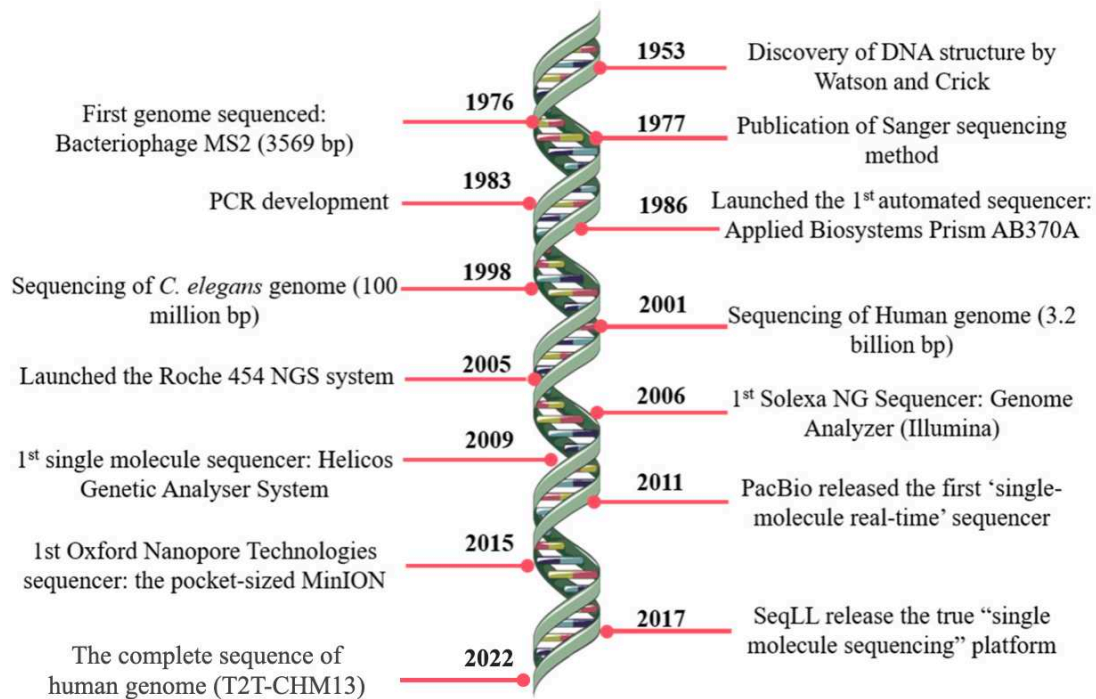 1953
Discovery of DNA structure by
Watson and Crick
1976
First genome sequenced:
Bacteriophage MS2 (3569 bp)
1977
Publication of Sanger sequencing
method
1983
PCR development
1986
Launched the 1st automated sequencer:
Applied Biosystems Prism AB370A
1998
Sequencing of C. elegans genome (100
million bp)
2001
Sequencing of Human genome (3.2
billion bp)
2005
Launched the Roche 454 NGS system
2006
1st Solexa NG Sequencer: Genome
Analyzer (Illumina)
2009
1st single molecule sequencer: Helicos
Genetic Analyser System
2011
PacBio released the first ‘single-
molecule real-time’ sequencer
2015
1st Oxford Nanopore Technologies
sequencer: the pocket-sized MinION
2017
SeqLL release the true “single
molecule sequencing” platform
2022
The complete sequence of
human genome (T2T-CHM13)